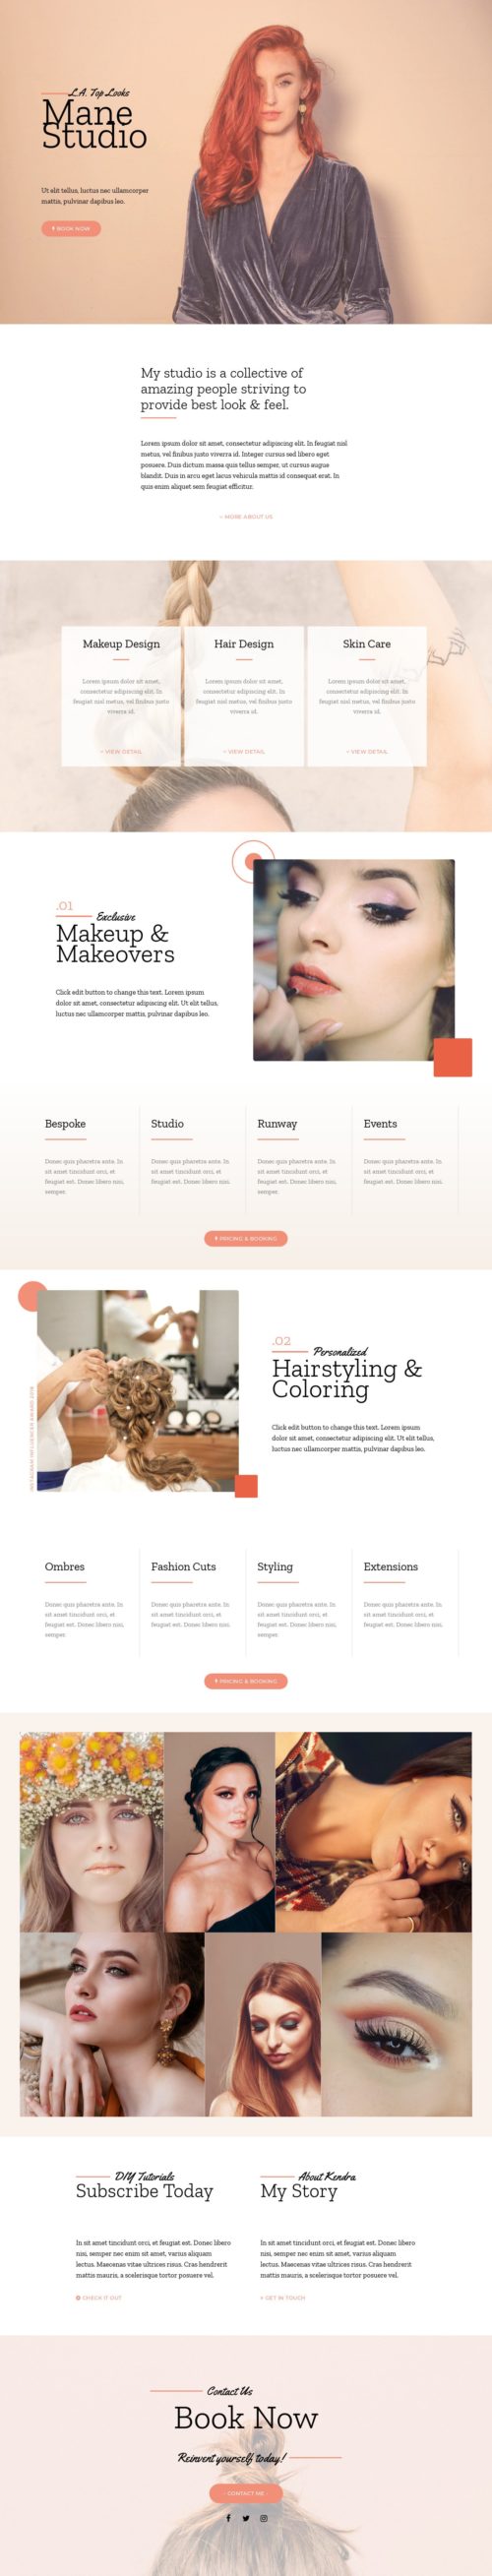 L.A. Top Looks
Mane
Studio
Ut elit tellus, luctus nec ullamcorper
mattis, pulvinar dapibus leo.
BOOK NOW
My studio is a collective of
amazing people striving to
provide best look & feel.
Lorem ipsum dolor sit amet, consectetur adipiscing elit. In feugiat nisl
metus, vel finibus justo viverra id. Integer cursus sed libero eget
posuere. Duis dictum massa quis tellus semper, ut cursus augue
blandit. Duis in arcu eget lacus vehicula mattis id consequat erat. In
quis enim aliquet sem feugiat efficitur.
MORE ABOUT US
Makeup Design
Lorem ipsum dolor sit amet,
consectetur adipiscing elit. In
feugiat nisl metus, vel finibus justo
viverra id.
VIEW DETAIL
Hair Design
Lorem ipsum dolor sit amet,
consectetur adipiscing elit. In
feugiat nisl metus, vel finibus justo
viverra id.
VIEW DETAIL
Skin Care
Lorem ipsum dolor sit amet,
consectetur adipiscing elit. In
feugiat nisl metus, vel finibus justo
viverra id.
VIEW DETAIL
.01
Exclusive
Makeup &
Makeovers
Click edit button to change this text. Lorem ipsum
dolor sit amet, consectetur adipiscing elit. Ut elit tellus,
luctus nec ullamcorper mattis, pulvinar dapibus leo.
Bespoke
Donec quis pharetra ante. In
sit amet tincidunt orci, et
feugiat est. Donec libero nisi,
semper.
Studio
Donec quis pharetra ante. In
sit amet tincidunt orci, et
feugiat est. Donec libero nisi.
Runway
Donec quis pharetra ante. In
sit amet tincidunt orci, et
feugiat est. Donec libero nisi,
semper.
Events
Donec quis pharetra ante. In
sit amet tincidunt orci, et
feugiat est. Donec libero nisi.
PRICING & BOOKING
INSTAGRAM INFLUENCER AWARD 2018
.02
Personalized
Hairstyling &
Coloring
Click edit button to change this text. Lorem ipsum
dolor sit amet, consectetur adipiscing elit. Ut elit tellus,
luctus nec ullamcorper mattis, pulvinar dapibus leo.
Ombres
Donec quis pharetra ante. In
sit amet tincidunt orci, et
feugiat est. Donec libero nisi,
semper.
Fashion Cuts
Donec quis pharetra ante. In
sit amet tincidunt orci, et
feugiat est. Donec libero nisi,
Styling
Donec quis pharetra ante. In
sit amet tincidunt orci, et
feugiat est. Donec libero nisi,
semper.
Extensions
Donec quis pharetra ante. In
sit amet tincidunt orci, et
feugiat est. Donec libero nisi.
PRICING & BOOKING
DIY Tutorials
Subscribe Today
In sit amet tincidunt orci, et feugiat est. Donec libero
nisi, semper nec enim sit amet, varius aliquam
lectus. Maecenas vitae ultrices risus. Cras hendrerit
mattis mauris, a scelerisque tortor posuere vel.
CHECK IT OUT
About Kendra
My Story
In sit amet tincidunt orci, et feugiat est. Donec libero
nisi, semper nec enim sit amet, varius aliquam
lectus. Maecenas vitae ultrices risus. Cras hendrerit
mattis mauris, a scelerisque tortor posuere vel.
GET IN TOUCH
Contact Us
Book Now
Reinvent yourself today!
CONTACT ME